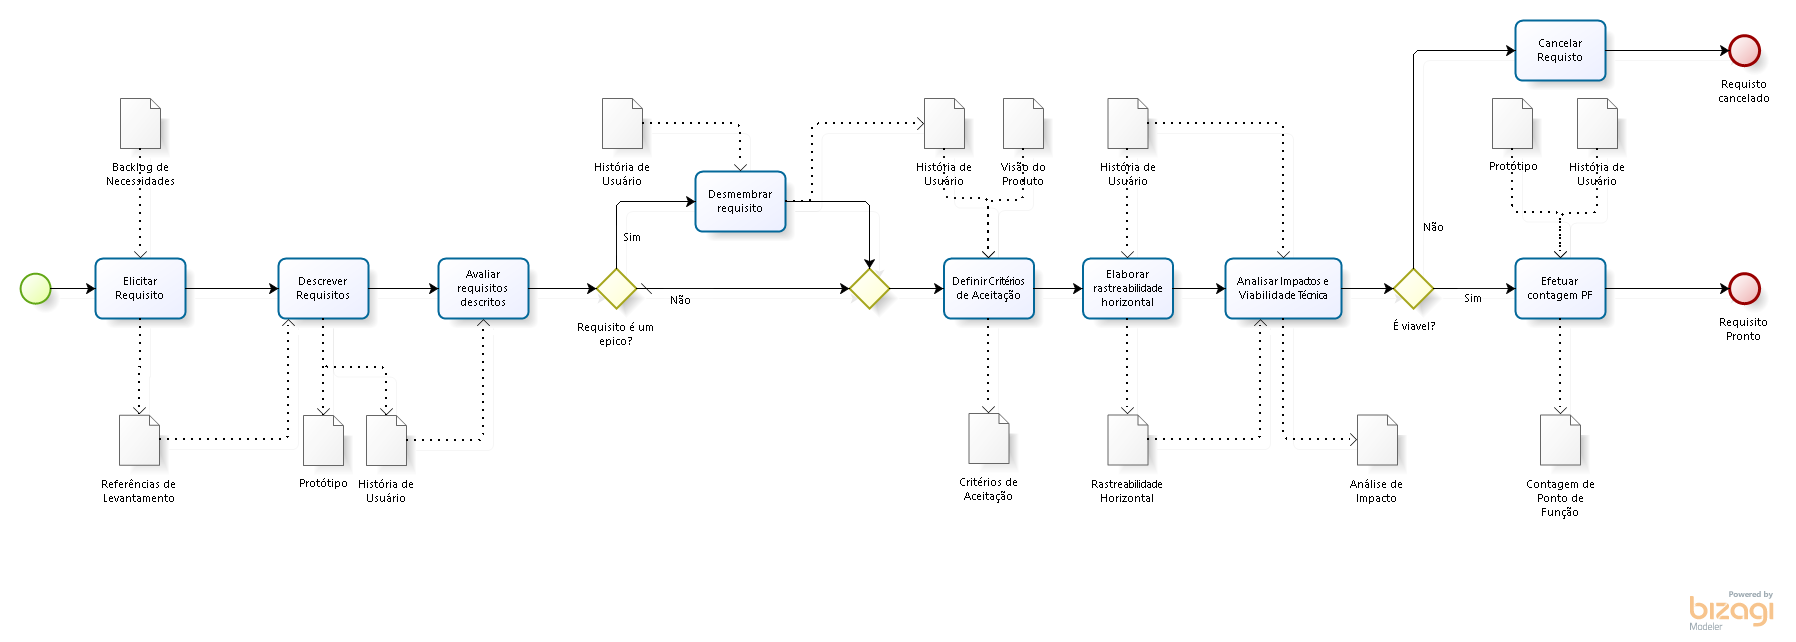 Cancelar
Requisto
Requisto
cancelado
Backlog de
Necessidades
História de
Usuário
História de
Usuário
Visão do
Produto
História de
Usuário
Protótipo
História de
Usuário
Desmembrar
requisito
Sim
Não
Elicitar
Requisito
Descrever
Requisitos
Avaliar
requisitos
descritos
Não
Requisito é um
epico?
Definir Critérios
de Aceitação
Elaborar
rastreabilidade
horizontal
Analisar Impactos e
Viabilidade Técnica
É viavel?
Sim
Efetuar
contagem PF
Requisito
Pronto
Referências de
Levantamento
Protótipo
História de
Usuário
Critérios de
Aceitação
Rastreabilidade
Horizontal
Análise de
Impacto
Contagem de
Ponto de
Função
Powered by
bizagi
Modeler